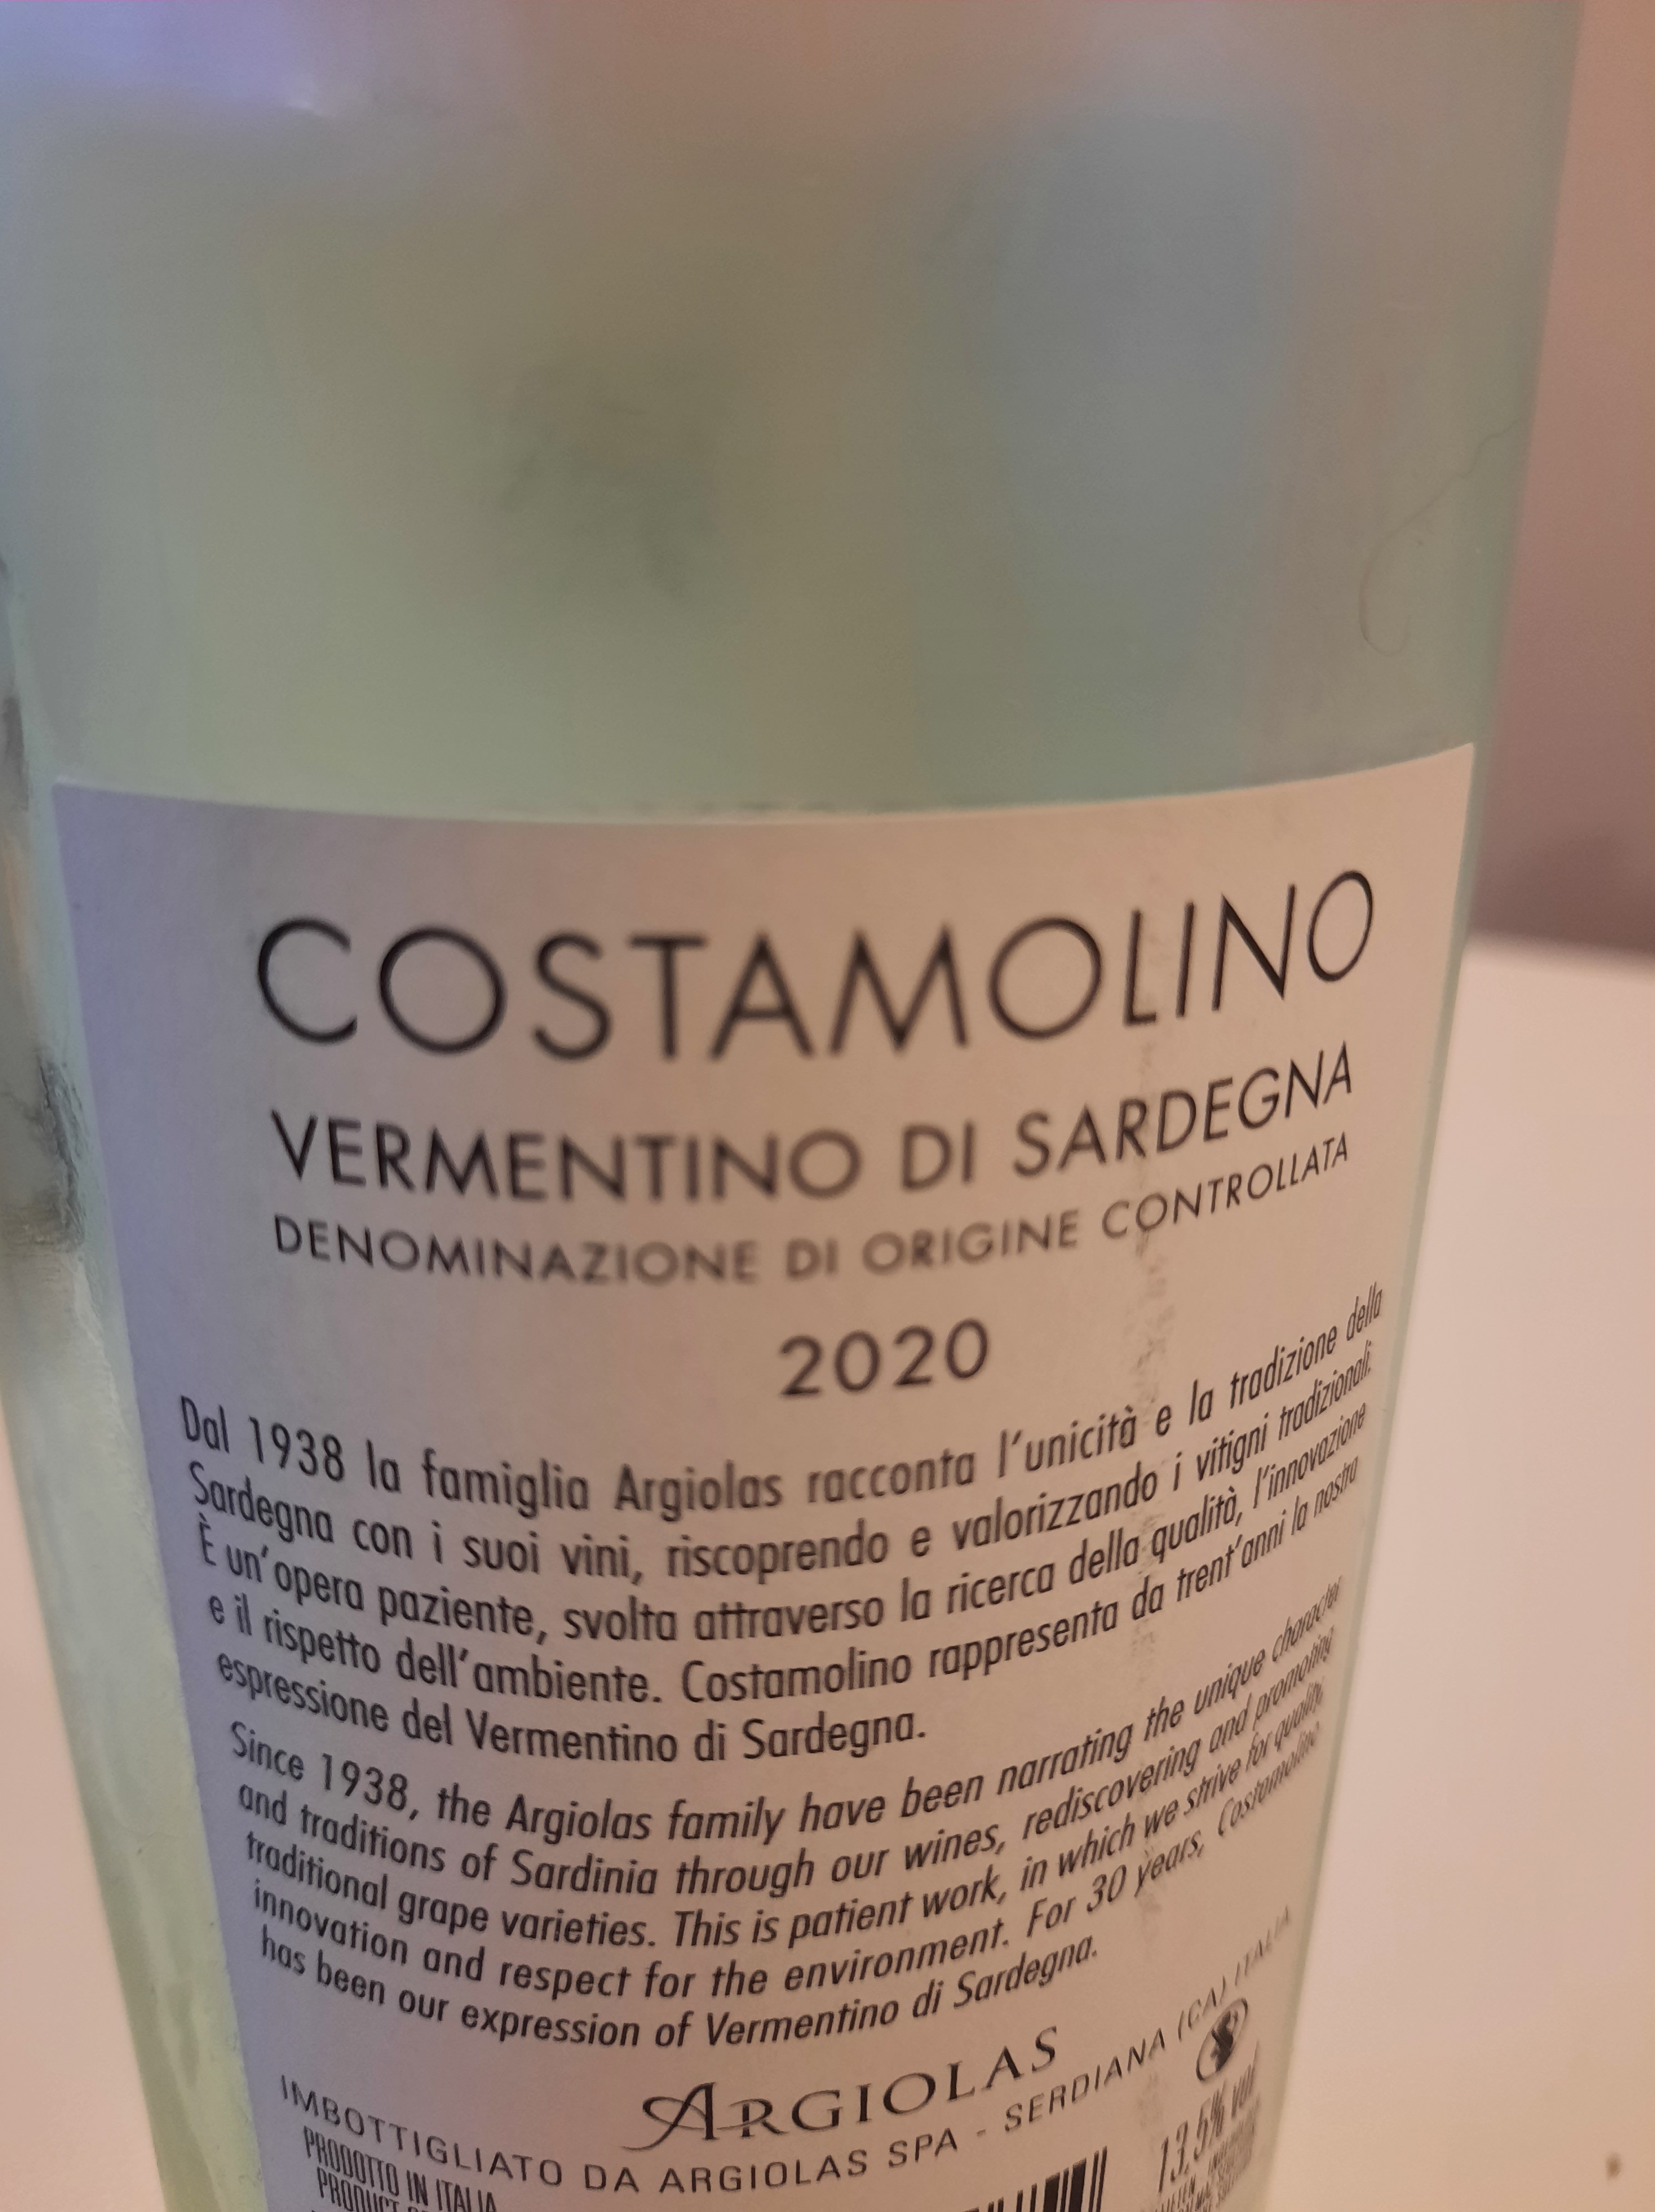 COSTAMOLINO
VERMENTINO DI SARDEGNA
DENOMINAZIONE DI ORIGINE CONTROLLATA
2020
Dal 1938 la famiglia Argiolas racconta l'unicità e la tradizione della
Sardegna con i suoi vini, riscoprendo e valorizzando i vitigni tradizionali.
È un'opera paziente, svolta attraverso la ricerca della qualità, l'innovazione
e il rispetto dell'ambiente. Costamolino rappresenta da trent'anni la nostra
espressione del Vermentino di Sardegna.
Since 1938, the Argiolas family have been narrating the unique character
and traditions of Sardinia through our wines, rediscovering and promoting
traditional grape varieties. This is patient work, in which we strive for quality,
innovation and respect for the environment. For 30 years, Costamolino
has been our expression of Vermentino di Sardegna.
ARGIOLAS
IMBOTTIGLIATO DA ARGIOLAS SPA - SERDIANA (CA) ITALIA
PRODOTTO IN ITALIA
PRODUCT
13,5% vol